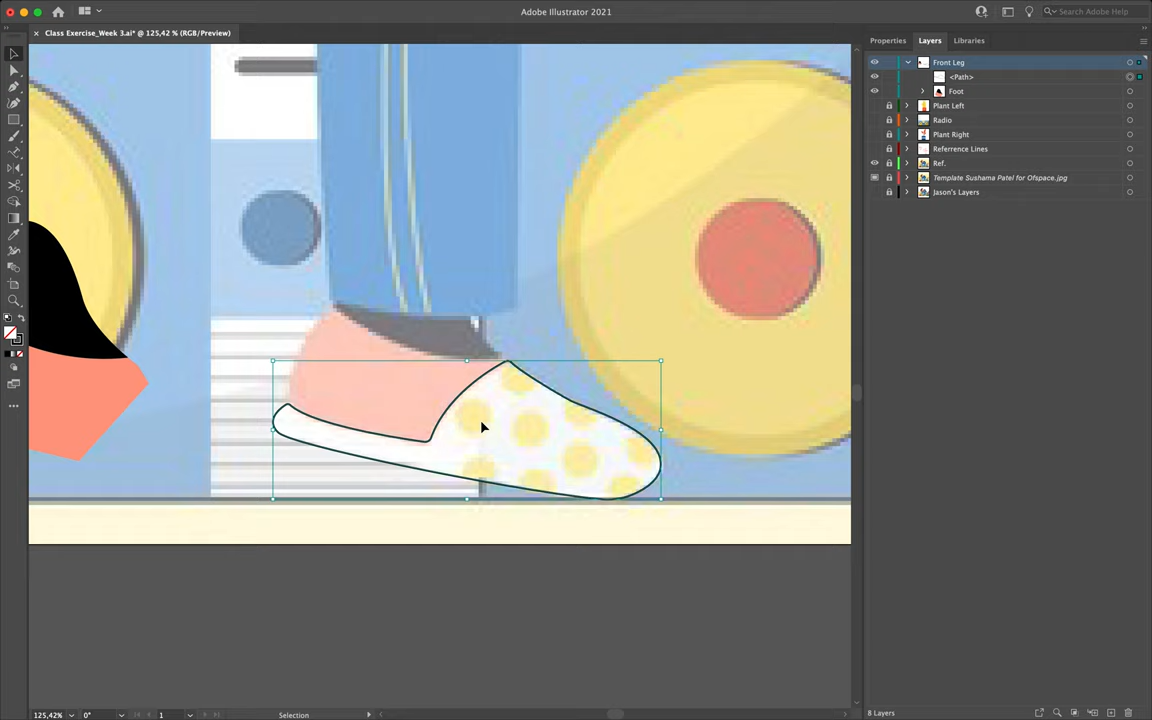 Adobe Illustrator 2021
Search Adobe Help
× Class Exercise_Week 3.ai* @ 125,42 % (RGB/Preview)
Properties Layers Libraries
Front Leg
<Path>
Foot
Plant Left
Radio
Plant Right
Referrence Lines
Ref.
Template Sushama Patel for Ofspace.jpg
Jason's Layers
125,42% 0° 1 Selection
8 Layers